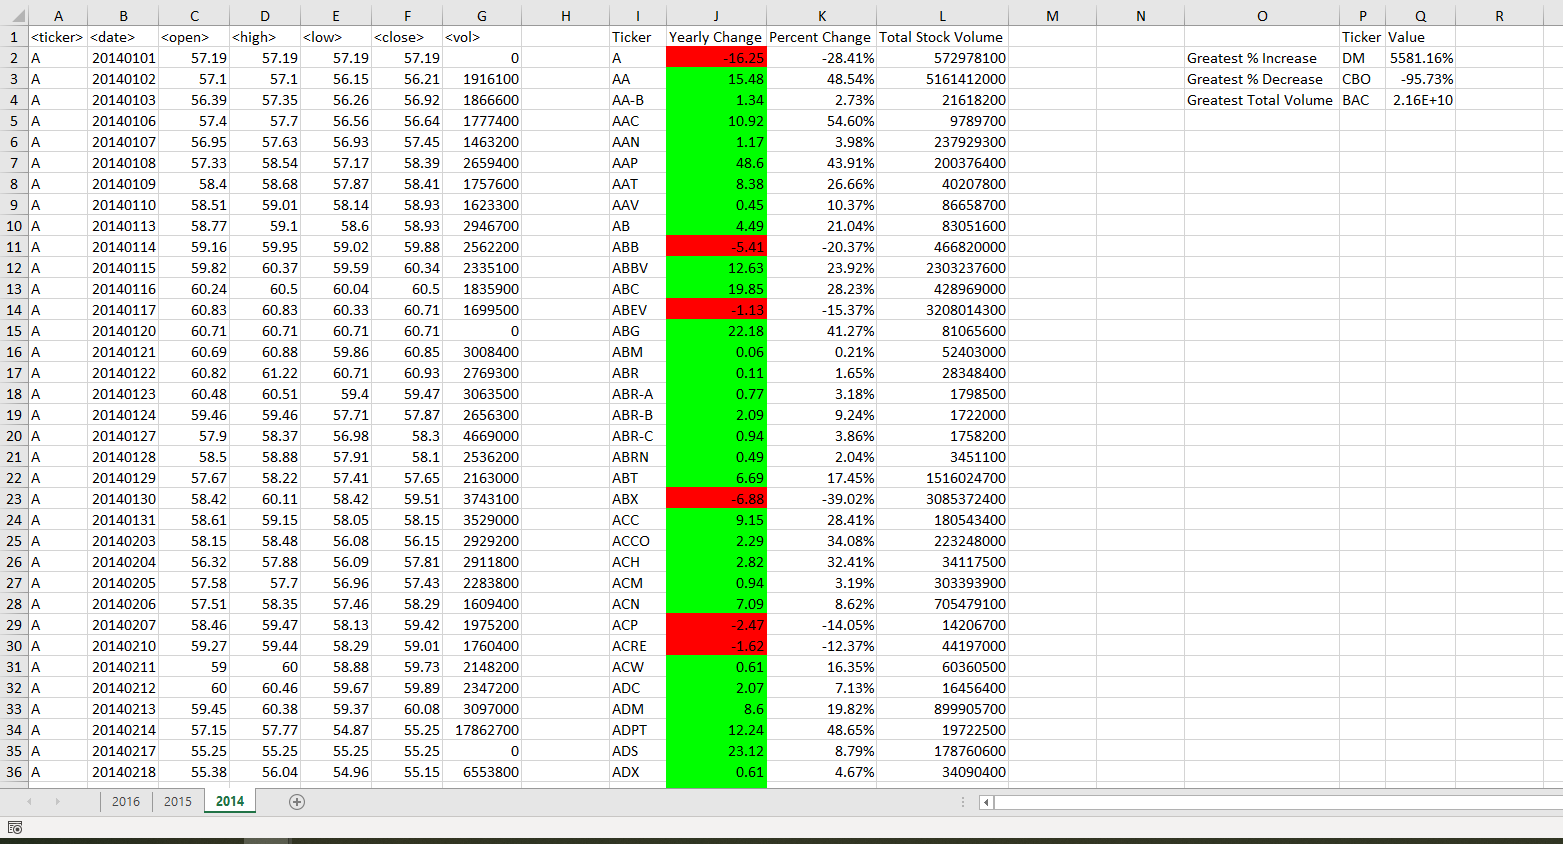 A B C D E F G H I J K L M N O P Q R
1 <ticker> <date> <open> <high> <low> <close> <vol> Ticker Yearly Change Percent Change Total Stock Volume Ticker Value
2 A 20140101 57.19 57.19 57.19 57.19 0 A -16.25 -28.41% 572978100 Greatest % Increase DM 5581.16%
3 A 20140102 57.1 57.1 56.15 56.21 1916100 AA 15.48 48.54% 5161412000 Greatest % Decrease CBO -95.73%
4 A 20140103 56.39 57.35 56.26 56.92 1866600 AA-B 1.34 2.73% 21618200 Greatest Total Volume BAC 2.16E+10
5 A 20140106 57.4 57.7 56.56 56.64 1777400 AAC 10.92 54.60% 9789700
6 A 20140107 56.95 57.63 56.93 57.45 1463200 AAN 1.17 3.98% 237929300
7 A 20140108 57.33 58.54 57.17 58.39 2659400 AAP 48.6 43.91% 200376400
8 A 20140109 58.4 58.68 57.87 58.41 1757600 AAT 8.38 26.66% 40207800
9 A 20140110 58.51 59.01 58.14 58.93 1623300 AAV 0.45 10.37% 86658700
10 A 20140113 58.77 59.1 58.6 58.93 2946700 AB 4.49 21.04% 83051600
11 A 20140114 59.16 59.95 59.02 59.88 2562200 ABB -5.41 -20.37% 466820000
12 A 20140115 59.82 60.37 59.59 60.34 2335100 ABBV 12.63 23.92% 2303237600
13 A 20140116 60.24 60.5 60.04 60.5 1835900 ABC 19.85 28.23% 428969000
14 A 20140117 60.83 60.83 60.33 60.71 1699500 ABEV -1.13 -15.37% 3208014300
15 A 20140120 60.71 60.71 60.71 60.71 0 ABG 22.18 41.27% 81065600
16 A 20140121 60.69 60.88 59.86 60.85 3008400 ABM 0.06 0.21% 52403000
17 A 20140122 60.82 61.22 60.71 60.93 2769300 ABR 0.11 1.65% 28348400
18 A 20140123 60.48 60.51 59.4 59.47 3063500 ABR-A 0.77 3.18% 1798500
19 A 20140124 59.46 59.46 57.71 57.87 2656300 ABR-B 2.09 9.24% 1722000
20 A 20140127 57.9 58.37 56.98 58.3 4669000 ABR-C 0.94 3.86% 1758200
21 A 20140128 58.5 58.88 57.91 58.1 2536200 ABRN 0.49 2.04% 3451100
22 A 20140129 57.67 58.22 57.41 57.65 2163000 ABT 6.69 17.45% 1516024700
23 A 20140130 58.42 60.11 58.42 59.51 3743100 ABX -6.88 -39.02% 3085372400
24 A 20140131 58.61 59.15 58.05 58.15 3529000 ACC 9.15 28.41% 180543400
25 A 20140203 58.15 58.48 56.08 56.15 2929200 ACCO 2.29 34.08% 223248000
26 A 20140204 56.32 57.88 56.09 57.81 2911800 ACH 2.82 32.41% 34117500
27 A 20140205 57.58 57.7 56.96 57.43 2283800 ACM 0.94 3.19% 303393900
28 A 20140206 57.51 58.35 57.46 58.29 1609400 ACN 7.09 8.62% 705479100
29 A 20140207 58.46 59.47 58.13 59.42 1975200 ACP -2.47 -14.05% 14206700
30 A 20140210 59.27 59.44 58.29 59.01 1760400 ACRE -1.62 -12.37% 44197000
31 A 20140211 59 60 58.88 59.73 2148200 ACW 0.61 16.35% 60360500
32 A 20140212 60 60.46 59.67 59.89 2347200 ADC 2.07 7.13% 16456400
33 A 20140213 59.45 60.38 59.37 60.08 3097000 ADM 8.6 19.82% 899905700
34 A 20140214 57.15 57.77 54.87 55.25 17862700 ADPT 12.24 48.65% 19722500
35 A 20140217 55.25 55.25 55.25 55.25 0 ADS 23.12 8.79% 178760600
36 A 20140218 55.38 56.04 54.96 55.15 6553800 ADX 0.61 4.67% 34090400
2016 2015 2014